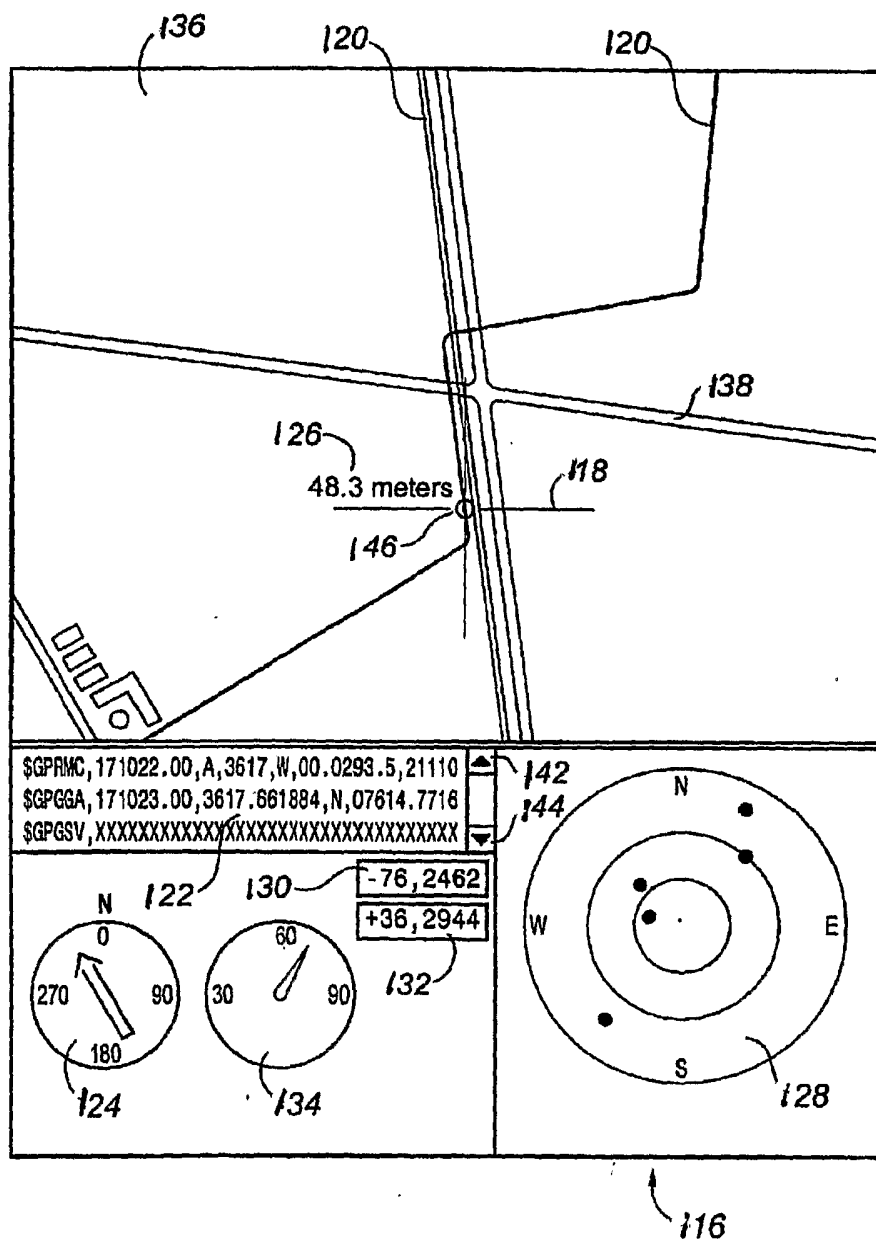 136
120
120
138
126
48.3 meters
118
146
$GPRMC,171022.00,A,3617,W,00.0293.5,21110
$GPGGA,171023.00,3617.661884,N,07614.7716
$GPGSV,XXXXXXXXXXXXXXXXXXXXXXXXXXXXXXXXXX
142
144
122
130
-76,2462
+36,2944
132
N
0
270
90
180
124
60
30
90
134
N
W
E
S
128
116